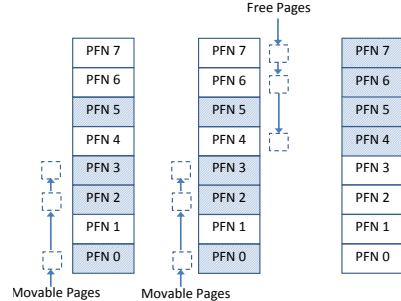 Free Pages
PFN 7 PFN 7 PFN 7
PFN 6 PFN 6 PFN 6
PFN 5 PFN 5 PFN 5
PFN 4 PFN 4 PFN 4
PFN 3 PFN 3 PFN 3
PFN 2 PFN 2 PFN 2
PFN 1 PFN 1 PFN 1
PFN 0 PFN 0 PFN 0
Movable Pages Movable Pages